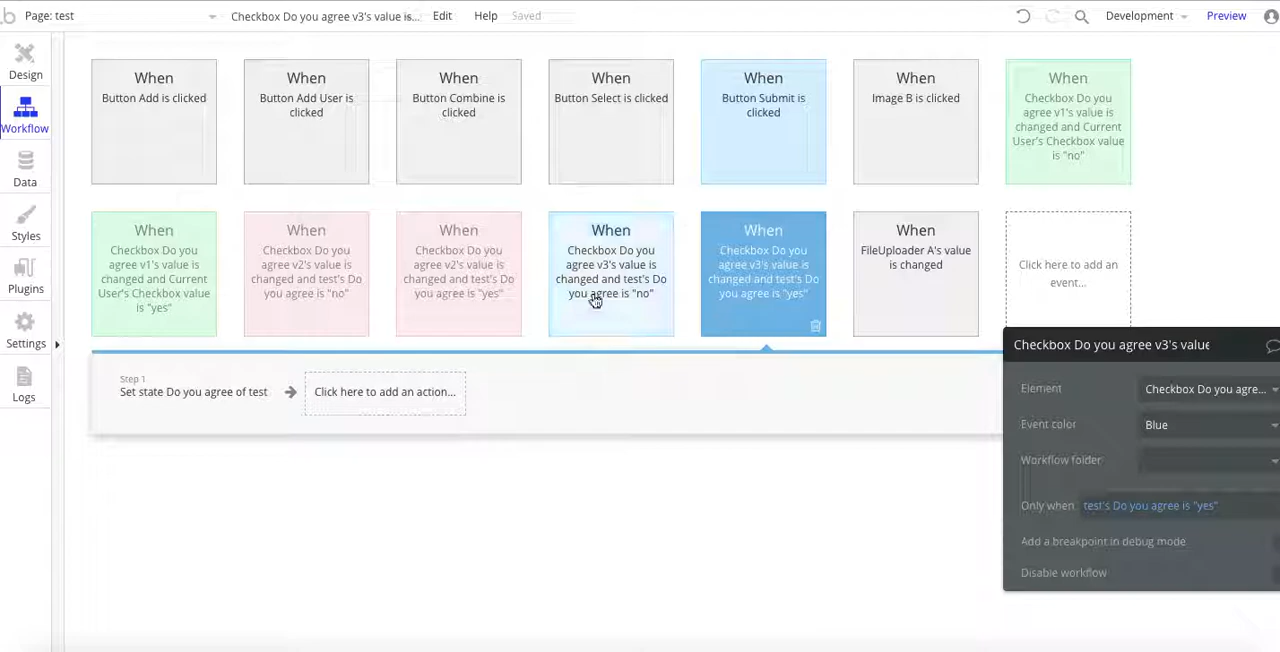 Page: test
Checkbox Do you agree v3's value is...
Edit
Help
Saved
Development
Preview
Design
Workflow
Data
Styles
Plugins
Settings
Logs
When
Button Add is clicked
When
Button Add User is
clicked
When
Button Combine is
clicked
When
Button Select is clicked
When
Button Submit is
clicked
When
Image B is clicked
When
Checkbox Do you
agree v1's value is
changed and Current
User's Checkbox value
is "no"
When
Checkbox Do you
agree v1's value is
changed and Current
User's Checkbox value
is "yes"
When
Checkbox Do you
agree v2's value is
changed and test's Do
you agree is "no"
When
Checkbox Do you
agree v2's value is
changed and test's Do
you agree is "yes"
When
Checkbox Do you
agree v3's value is
changed and test's Do
you agree is "no"
When
Checkbox Do you
agree v3's value is
changed and test's Do
you agree is "yes"
When
FileUploader A's value
is changed
Click here to add an
event...
Step 1
Set state Do you agree of test
Click here to add an action...
Checkbox Do you agree v3's value
Element
Checkbox Do you agre...
Event color
Blue
Workflow folder
Only when
test's Do you agree is "yes"
Add a breakpoint in debug mode
Disable workflow